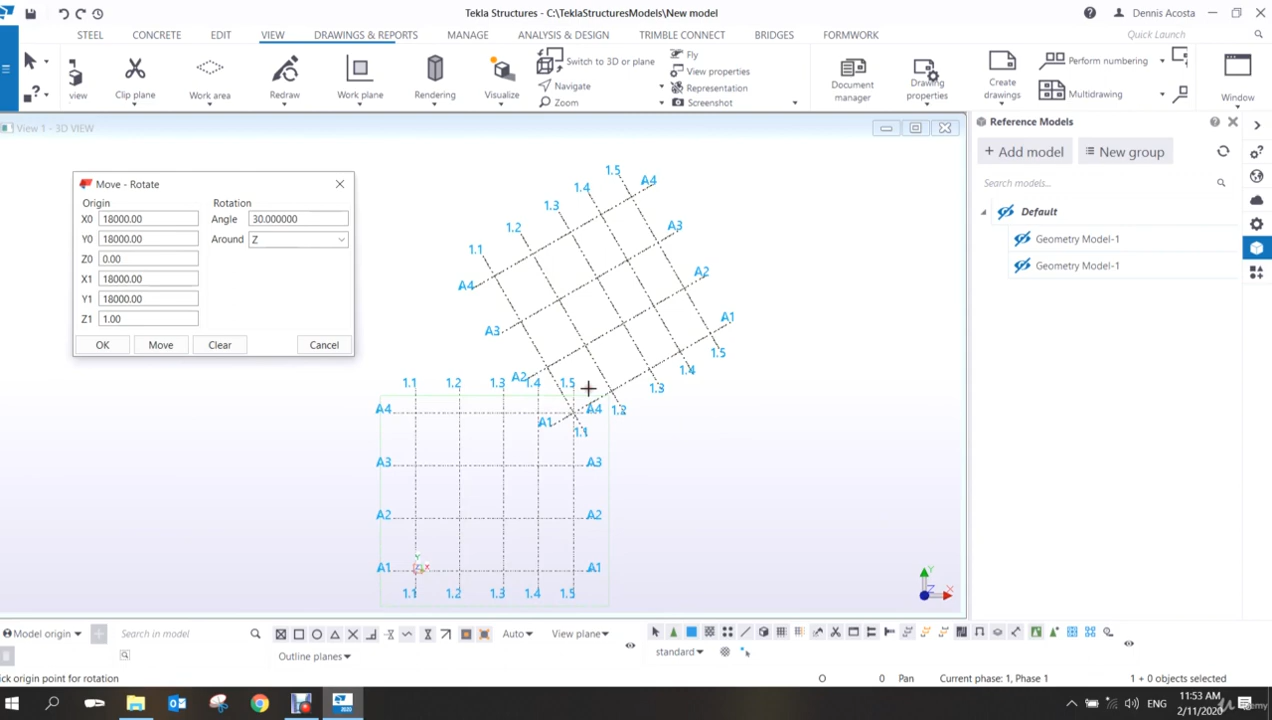 Tekla Structures - C:\TeklaStructuresModels\New model
Dennis Acosta
STEEL CONCRETE EDIT VIEW DRAWINGS & REPORTS MANAGE ANALYSIS & DESIGN TRIMBLE CONNECT BRIDGES FORMWORK
Quick Launch
view
Clip plane
Work area
Redraw
Work plane
Rendering
Visualize
Switch to 3D or plane
Navigate
Zoom
Fly
View properties
Representation
Screenshot
Document manager
Drawing properties
Create drawings
Perform numbering
Multidrawing
Window
View 1 - 3D VIEW
Move - Rotate
Origin
X0 18000.00
Y0 18000.00
Z0 0.00
X1 18000.00
Y1 18000.00
Z1 1.00
Rotation
Angle 30.000000
Around Z
OK Move Clear Cancel
1.5
A4
1.4
1.3
A3
1.2
1.1
A2
A4
A1
A3
1.5
1.4
A2
1.3
1.2
A1
1.1
1.1 1.2 1.3 1.4 1.5
A4 A4
A3 A3
A2 A2
Y
Z X
A1 A1
1.1 1.2 1.3 1.4 1.5
Y
Z X
Reference Models
+ Add model
New group
Search models...
Default
Geometry Model-1
Geometry Model-1
Model origin
Search in model
Auto
View plane
Outline planes
standard
ick origin point for rotation
O 0 Pan Current phase: 1, Phase 1 1 + 0 objects selected
2020
ENG
11:53 AM
2/11/2020
Udemy